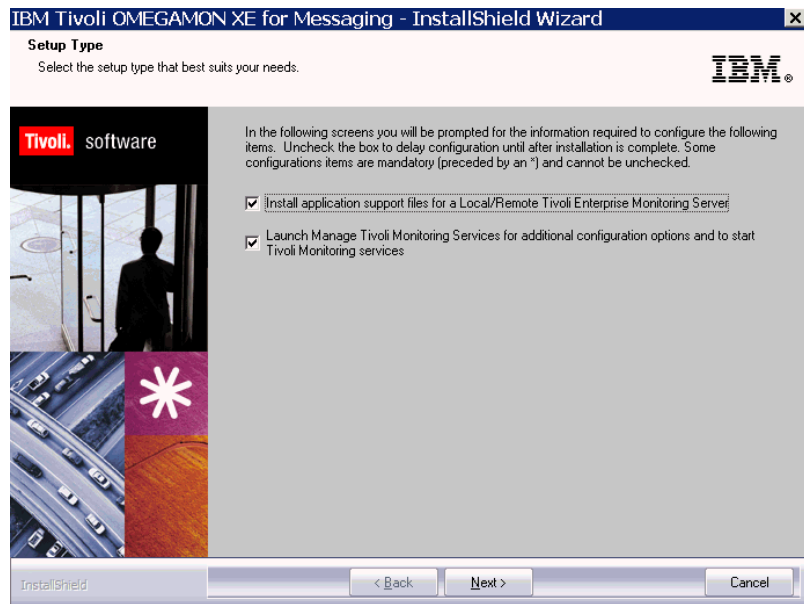 IBM Tivoli OMEGAMON XE for Messaging - InstallShield Wizard
Setup Type
Select the setup type that best suits your needs.
IBM®
Tivoli. software
In the following screens you will be prompted for the information required to configure the following
items. Uncheck the box to delay configuration until after installation is complete. Some
configurations items are mandatory (preceded by an *) and cannot be unchecked.
Install application support files for a Local/Remote Tivoli Enterprise Monitoring Server
Launch Manage Tivoli Monitoring Services for additional configuration options and to start
Tivoli Monitoring services
InstallShield
< Back
Next >
Cancel